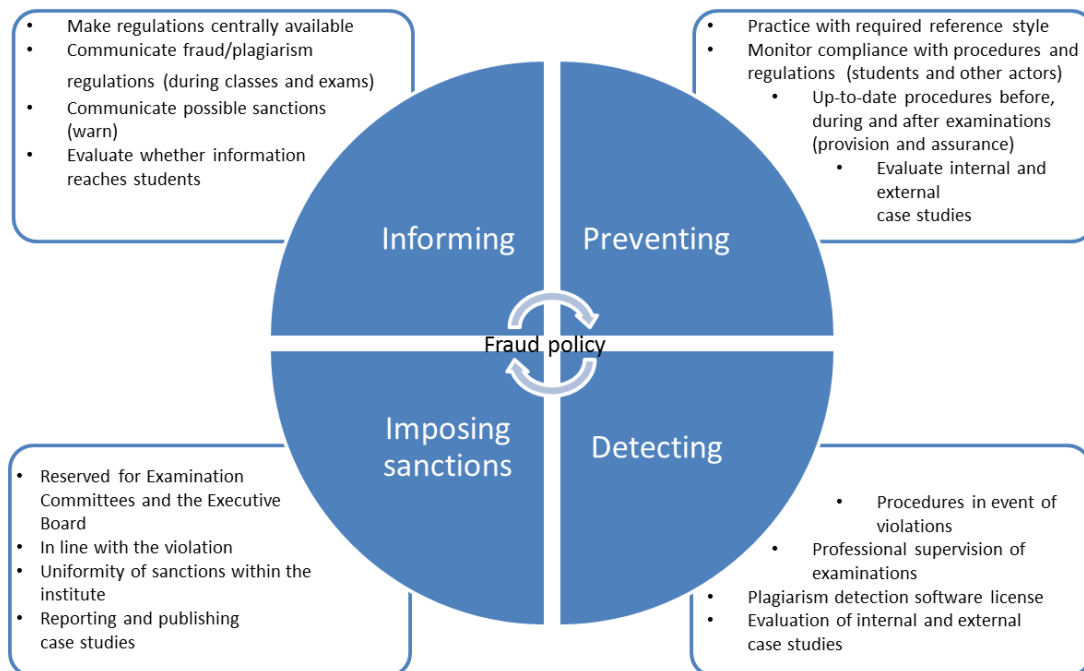 • Make regulations centrally available
• Communicate fraud/plagiarism
regulations (during classes and exams)
• Communicate possible sanctions
(warn)
• Evaluate whether information
reaches students
• Practice with required reference style
• Monitor compliance with procedures and
regulations (students and other actors)
• Up-to-date procedures before,
during and after examinations
(provision and assurance)
• Evaluate internal and
external
case studies
Informing
Preventing
Fraud policy
Imposing
sanctions
Detecting
• Reserved for Examination
Committees and the Executive
Board
• In line with the violation
• Uniformity of sanctions within the
institute
• Reporting and publishing
case studies
• Procedures in event of
violations
• Professional supervision of
examinations
• Plagiarism detection software license
• Evaluation of internal and external
case studies